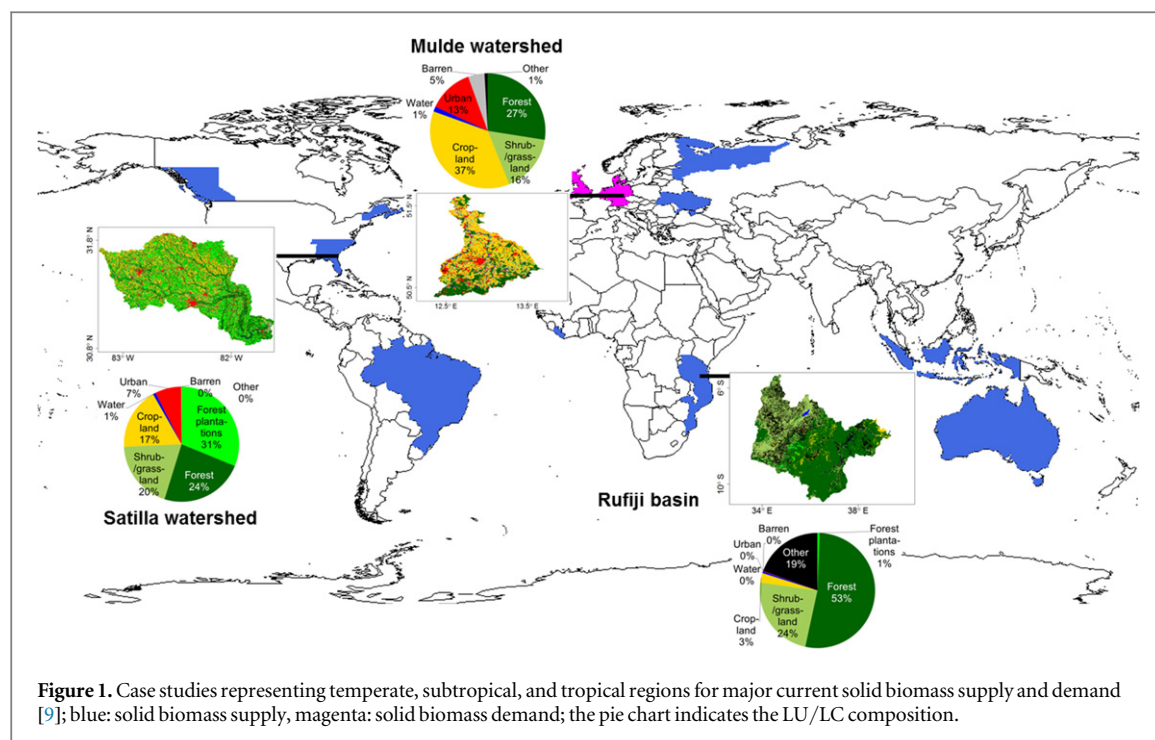 Mulde watershed
Barren
5%
Other
1%
Water
1%
Urban
13%
Forest
27%
Crop-
land
37%
Shrub-
/grass-
land
16%
51.5° N
50.5° N
12.5° E
13.5° E
31.8° N
30.8° N
83° W
82° W
Urban
7%
Barren
0%
Other
0%
Water
1%
Forest
plantations
31%
Crop-
land
17%
Shrub-
/grass-
land
20%
Forest
24%
Satilla watershed
6° S
10° S
34° E
38° E
Rufiji basin
Barren
0%
Forest
plantations
1%
Urban
0%
Other
19%
Water
0%
Forest
53%
Shrub-
/grass-
land
24%
Crop-
land
3%
Figure 1. Case studies representing temperate, subtropical, and tropical regions for major current solid biomass supply and demand
[9]; blue: solid biomass supply, magenta: solid biomass demand; the pie chart indicates the LU/LC composition.